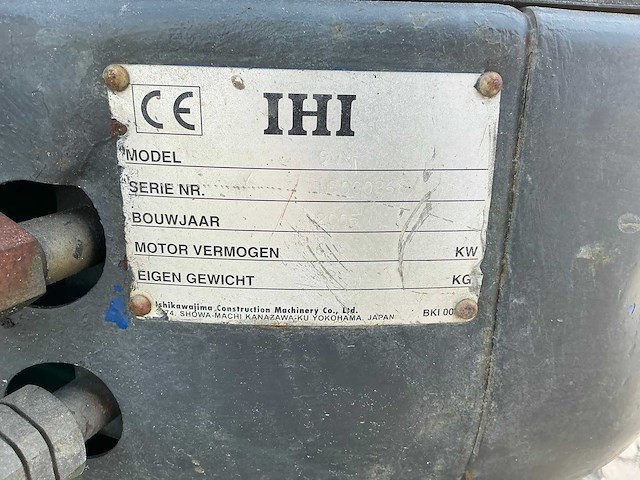 CE IHI
MODEL
SERIE NR.
BOUWJAAR
MOTOR VERMOGEN KW
EIGEN GEWICHT KG
Ishikawajima Construction Machinery Co., Ltd.
SHOWA-MACHI KANAZAWA-KU YOKOHAMA, JAPAN BKI